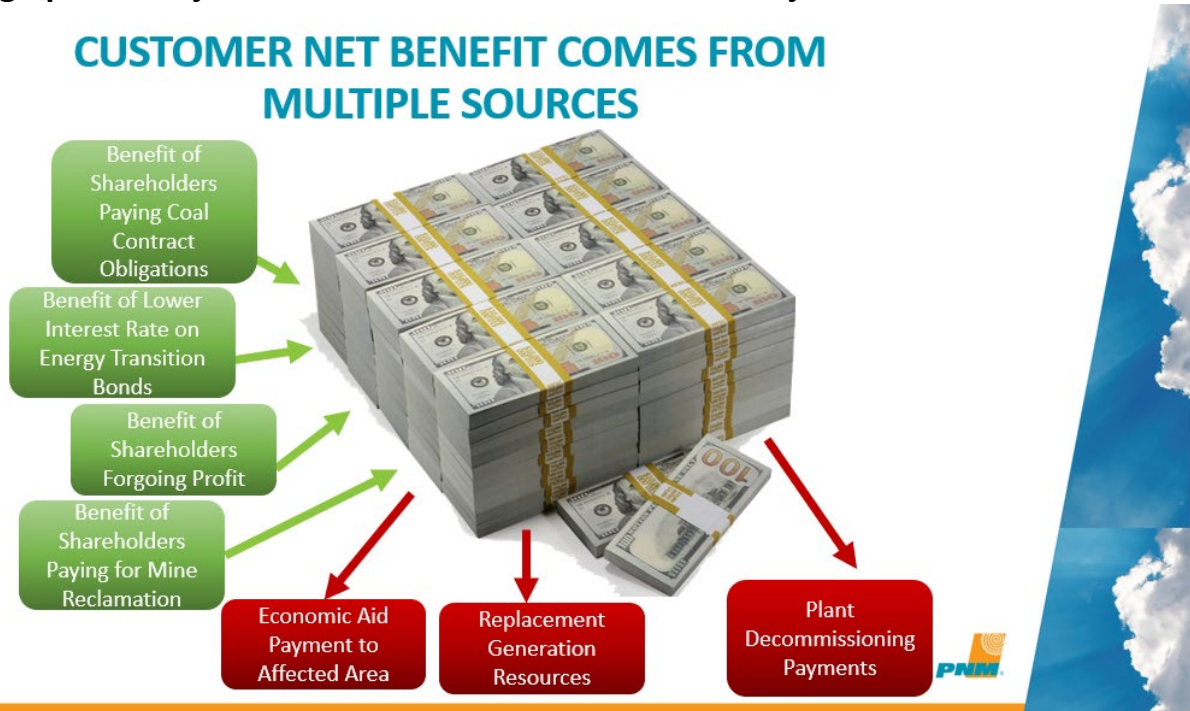 CUSTOMER NET BENEFIT COMES FROM
MULTIPLE SOURCES
Benefit of
Shareholders
Paying Coal
Contract
Obligations
Benefit of Lower
Interest Rate on
Energy Transition
Bonds
Benefit of
Shareholders
Forgoing Profit
Benefit of
Shareholders
Paying for Mine
Reclamation
Economic Aid
Payment to
Affected Area
Replacement
Generation
Resources
Plant
Decommissioning
Payments
PNM
100